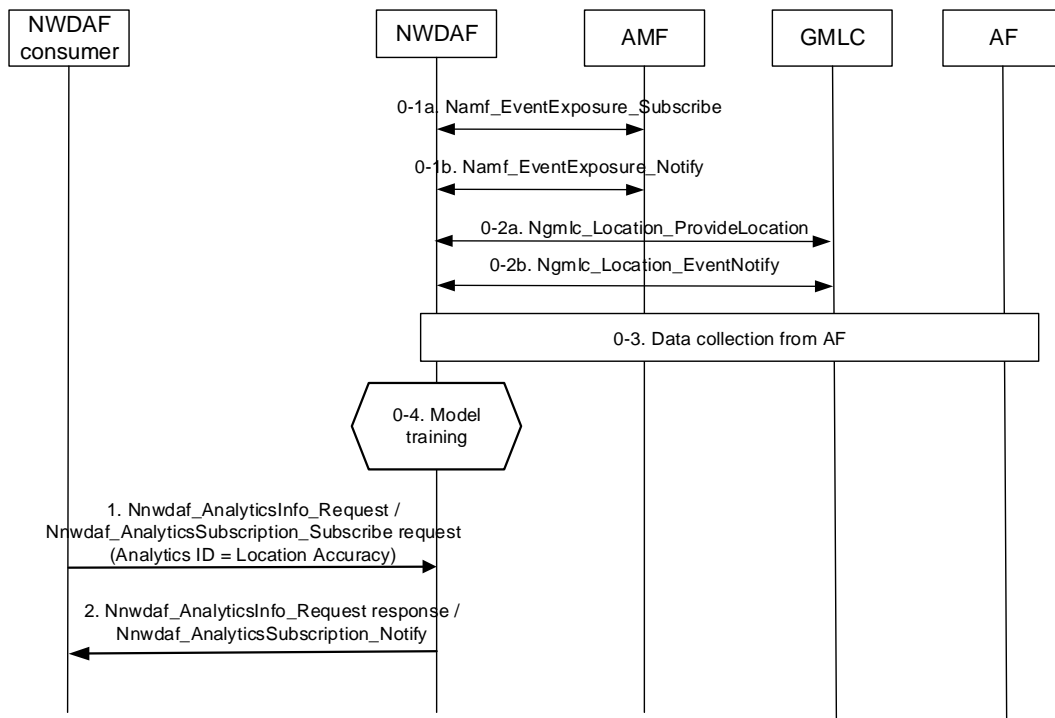 NWDAF
consumer
NWDAF
AMF
GMLC
AF
0-1a. Namf_EventExposure_Subscribe
0-1b. Namf_EventExposure_Notify
0-2a. Ngmlc_Location_ProvideLocation
0-2b. Ngmlc_Location_EventNotify
0-3. Data collection from AF
0-4. Model
training
1. Nnwdaf_AnalyticsInfo_Request /
Nnwdaf_AnalyticsSubscription_Subscribe request
(Analytics ID = Location Accuracy)
2. Nnwdaf_AnalyticsInfo_Request response /
Nnwdaf_AnalyticsSubscription_Notify